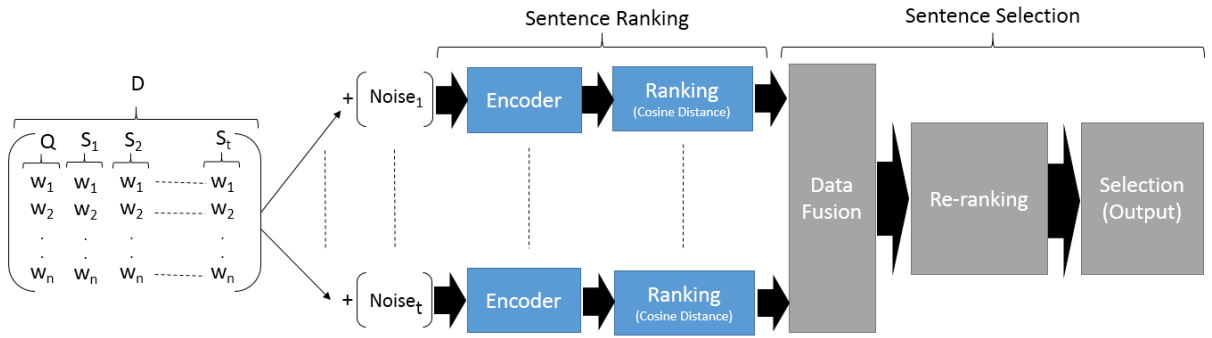 Sentence Ranking
Sentence Selection
D
Q S1 S2 St
w1 w1 w1 w1
w2 w2 w2 w2
. . . .
. . . .
wn wn wn wn
+ Noise1
Encoder
Ranking
(Cosine Distance)
+ Noiset
Encoder
Ranking
(Cosine Distance)
Data
Fusion
Re-ranking
Selection
(Output)